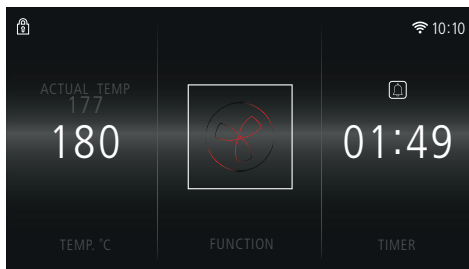 10:10
ACTUAL TEMP
177
180
01:49
TEMP. °C
FUNCTION
TIMER